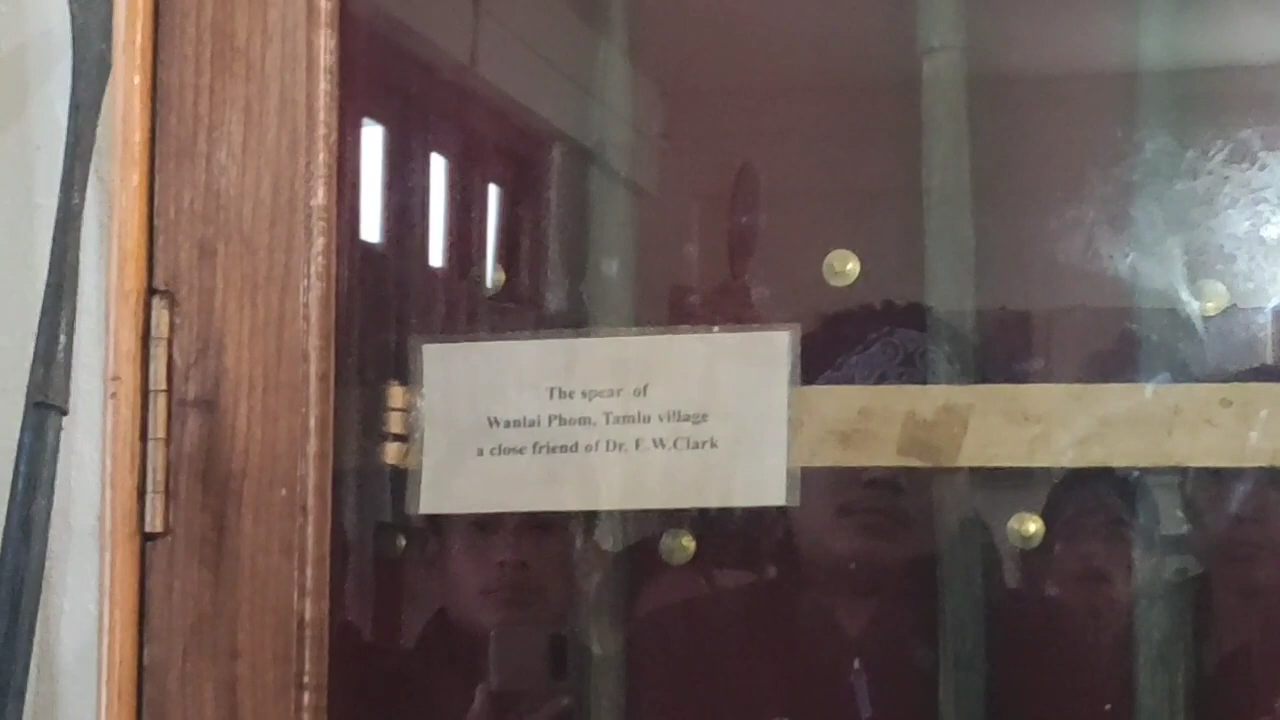 The spear of
Wanlai Phom, Tamlu village
a close friend of Dr. E.W.Clark